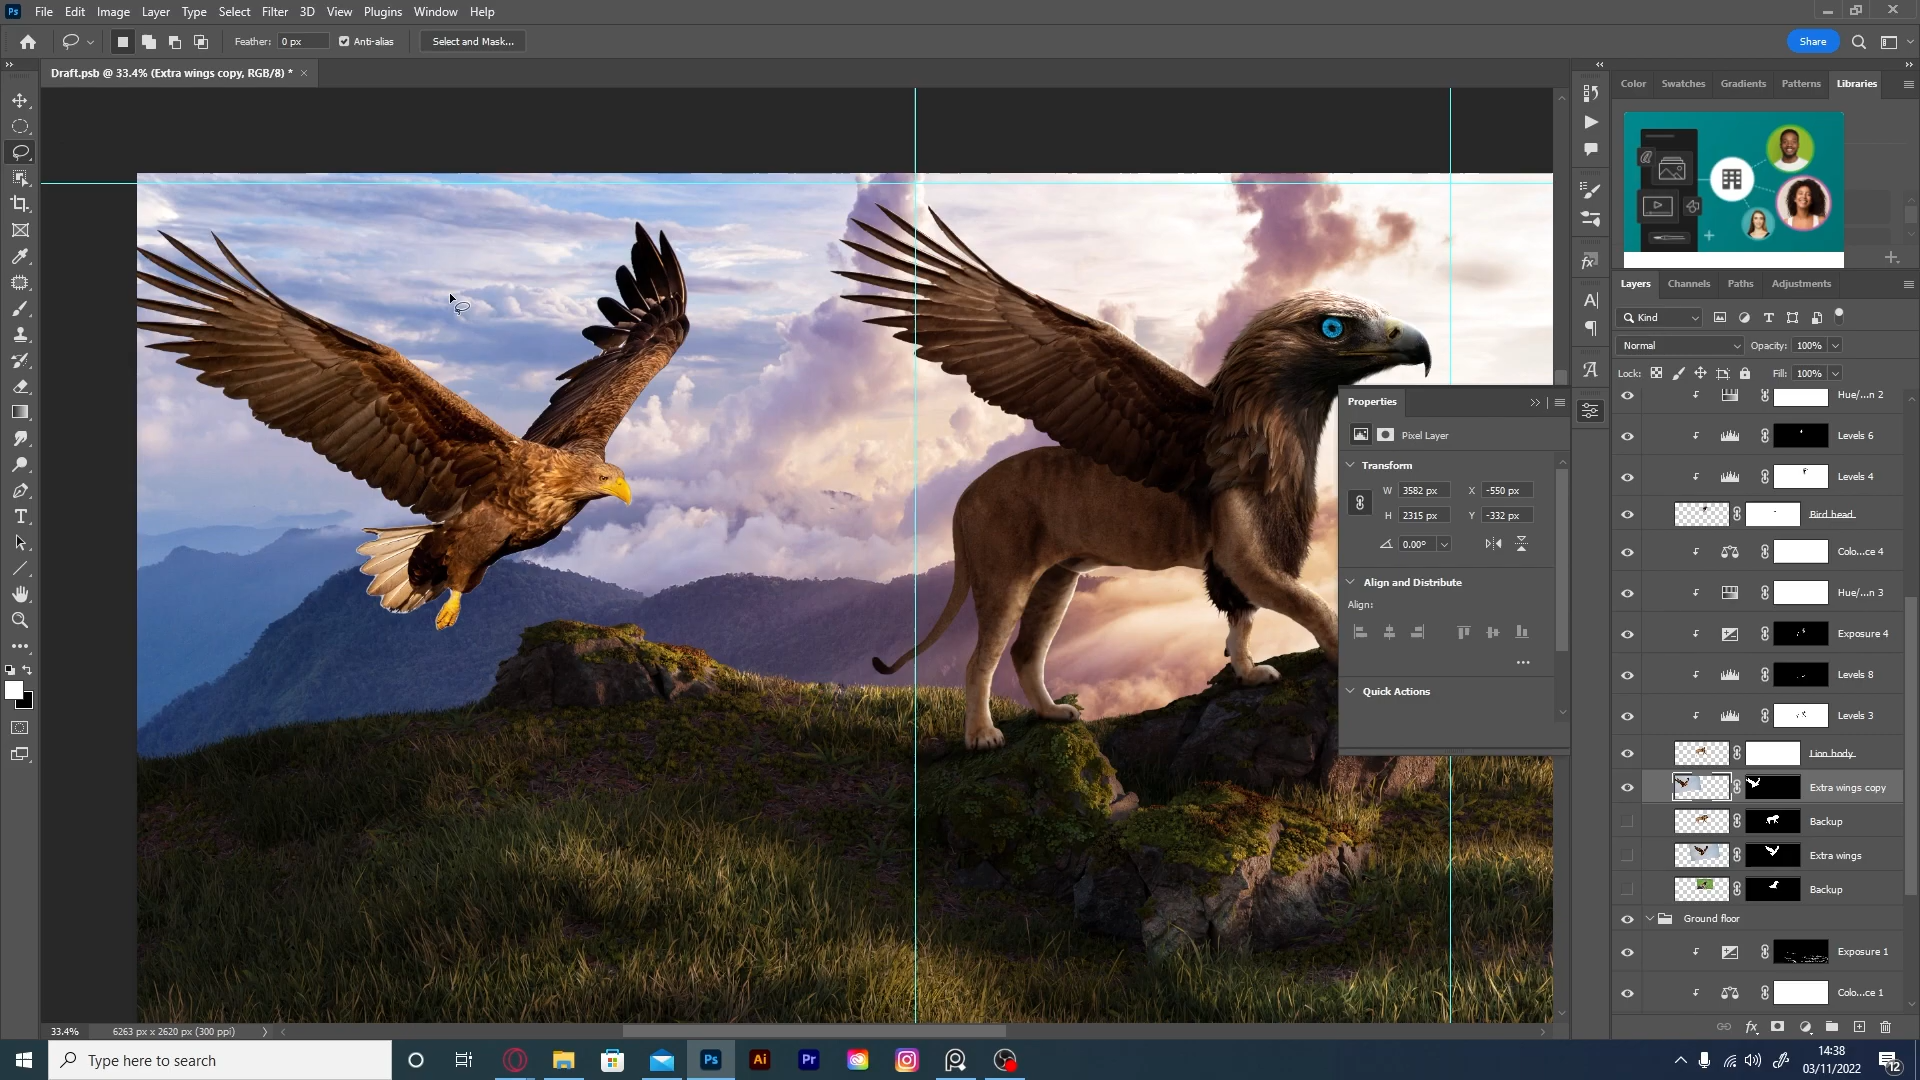 Ps File Edit Image Layer Type Select Filter 3D View Plugins Window Help
Feather: 0 px Anti-alias Select and Mask... Share
Draft.psb @ 33.4% (Extra wings copy, RGB/8) *
Color Swatches Gradients Patterns Libraries
Layers Channels Paths Adjustments
Kind
Normal Opacity: 100%
Lock: Fill: 100%
Hue/...n 2
Levels 6
Levels 4
Bird head
Colo...ce 4
Hue/...n 3
Exposure 4
Levels 8
Levels 3
Lion body
Extra wings copy
Backup
Extra wings
Backup
Ground floor
Exposure 1
Colo...ce 1
Properties
Pixel Layer
Transform
W 3582 px X -550 px
H 2315 px Y -332 px
0.00°
Align and Distribute
Align:
Quick Actions
33.4% 6263 px x 2620 px (300 ppi)
Type here to search
Ps Ai Pr
14:38
03/11/2022
12